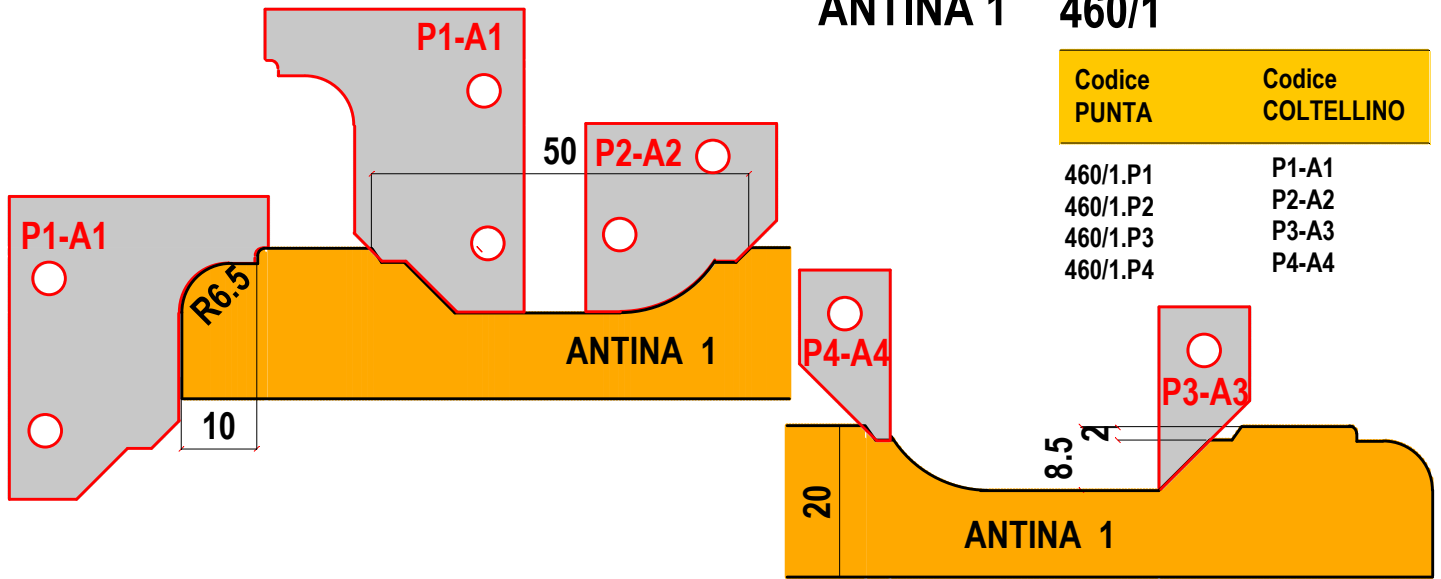 ANTINA 1 460/1
Codice PUNTA
Codice COLTELLINO
460/1.P1 P1-A1
460/1.P2 P2-A2
460/1.P3 P3-A3
460/1.P4 P4-A4
P1-A1
50
P2-A2
P1-A1
R6.5
ANTINA 1
10
P4-A4
P3-A3
2
8.5
20
ANTINA 1